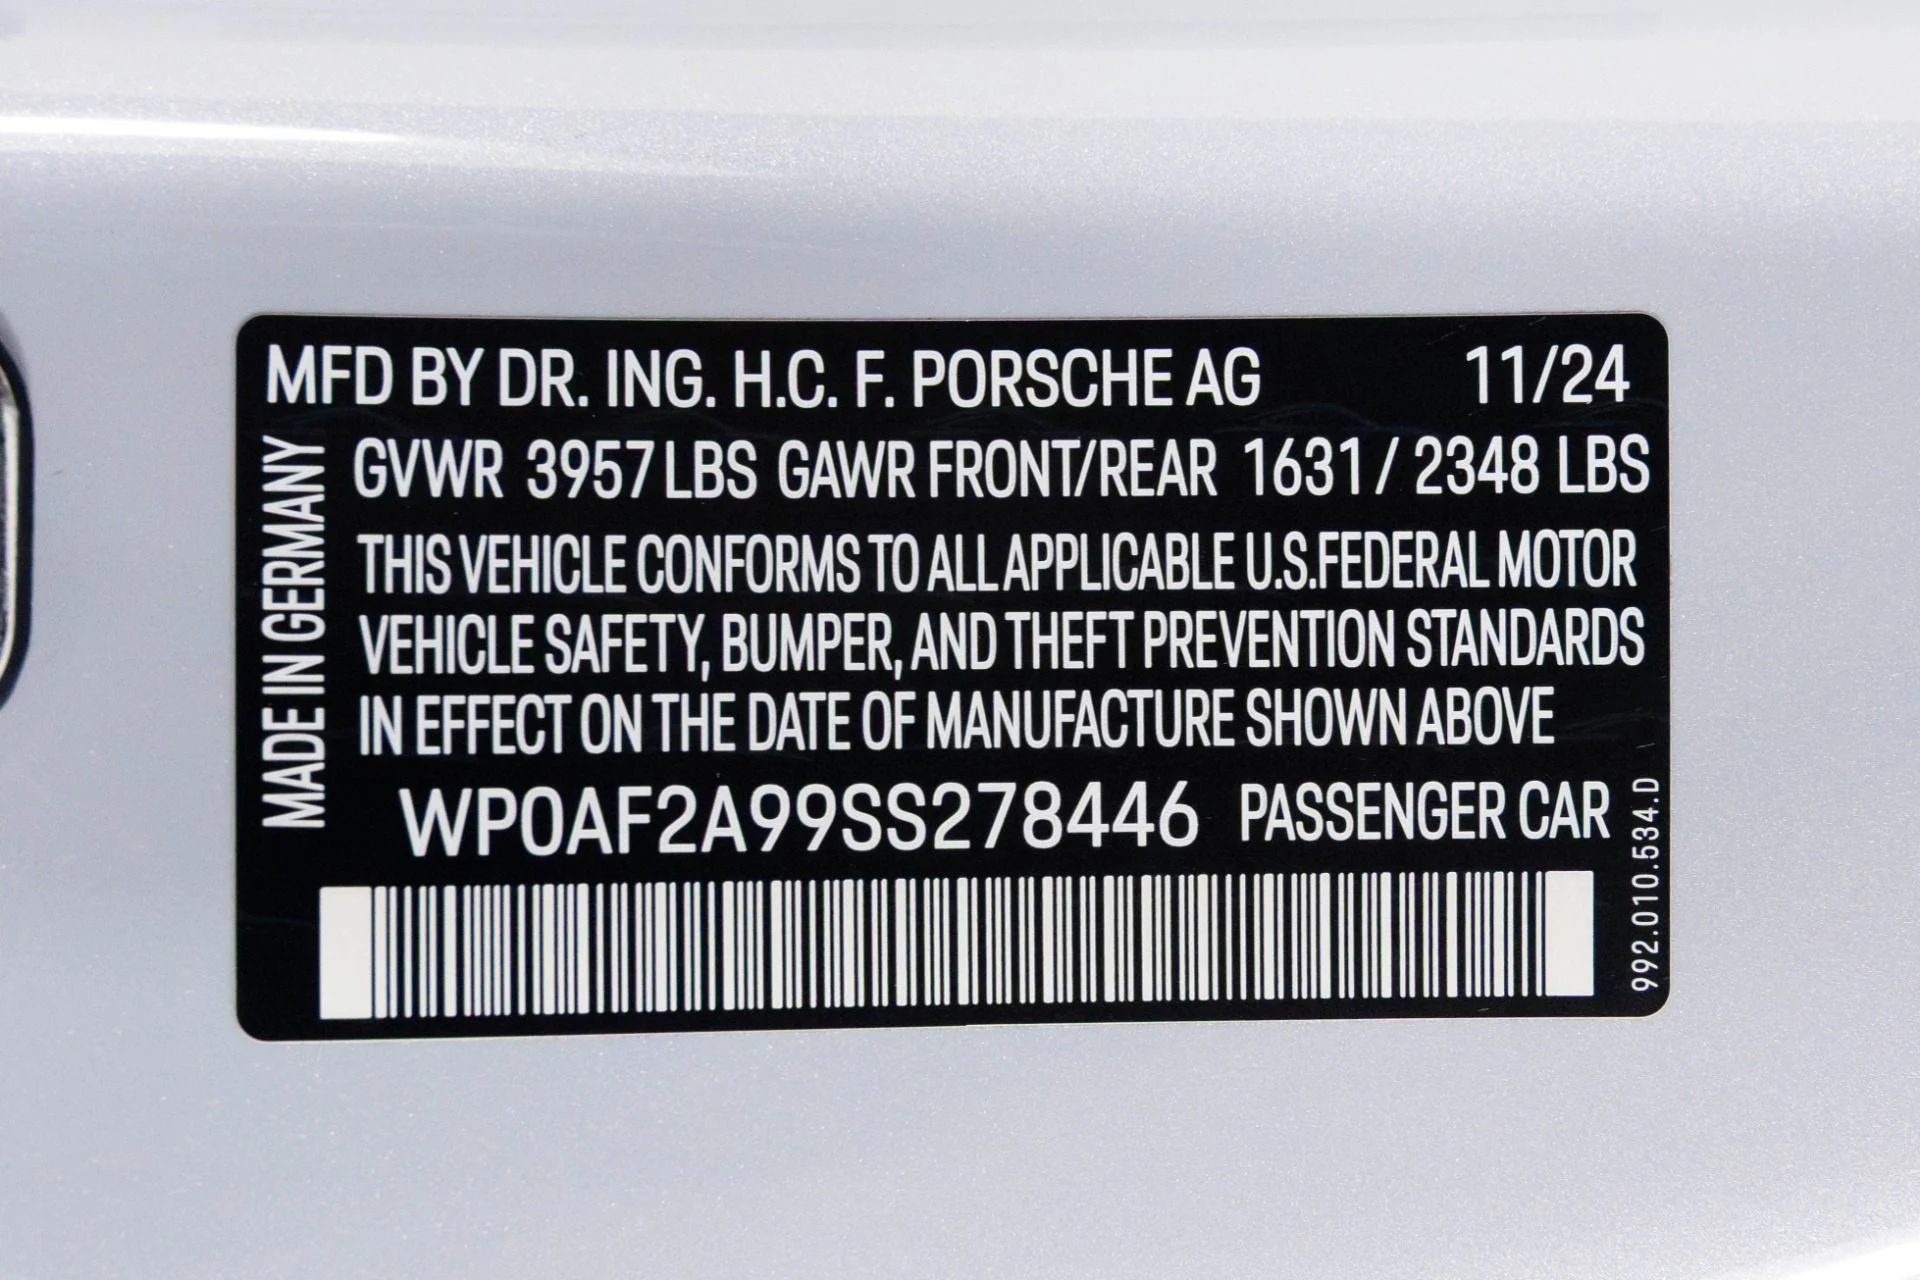 MFD BY DR. ING. H.C. F. PORSCHE AG 11/24
MADE IN GERMANY
GVWR 3957 LBS GAWR FRONT/REAR 1631 / 2348 LBS
THIS VEHICLE CONFORMS TO ALL APPLICABLE U.S.FEDERAL MOTOR
VEHICLE SAFETY, BUMPER, AND THEFT PREVENTION STANDARDS
IN EFFECT ON THE DATE OF MANUFACTURE SHOWN ABOVE
WP0AF2A99SS278446 PASSENGER CAR
992.010.534.D